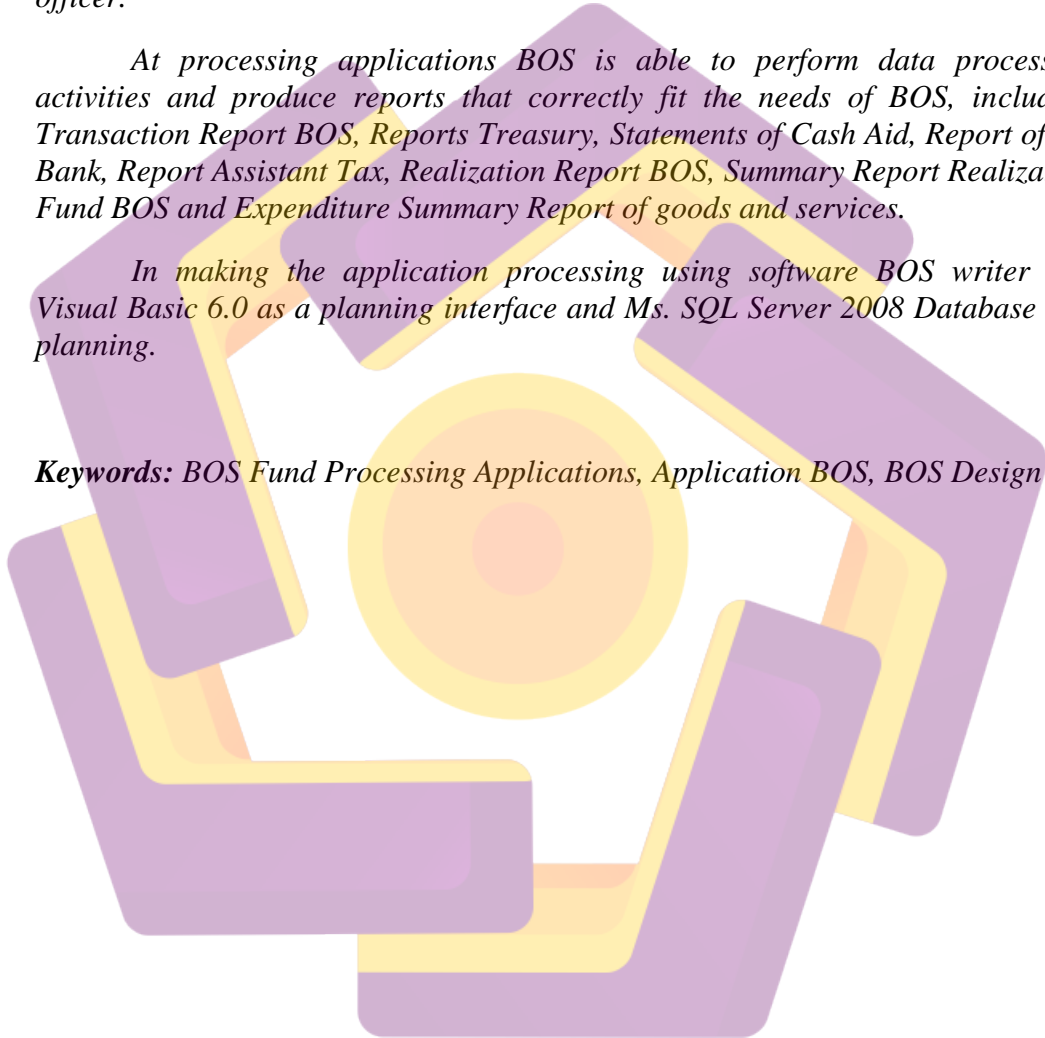 officer.
At processing applications BOS is able to perform data process
activities and produce reports that correctly fit the needs of BOS, includ
Transaction Report BOS, Reports Treasury, Statements of Cash Aid, Report of
Bank, Report Assistant Tax, Realization Report BOS, Summary Report Realiza
Fund BOS and Expenditure Summary Report of goods and services.
In making the application processing using software BOS writer
Visual Basic 6.0 as a planning interface and Ms. SQL Server 2008 Database
planning.
Keywords: BOS Fund Processing Applications, Application BOS, BOS Design